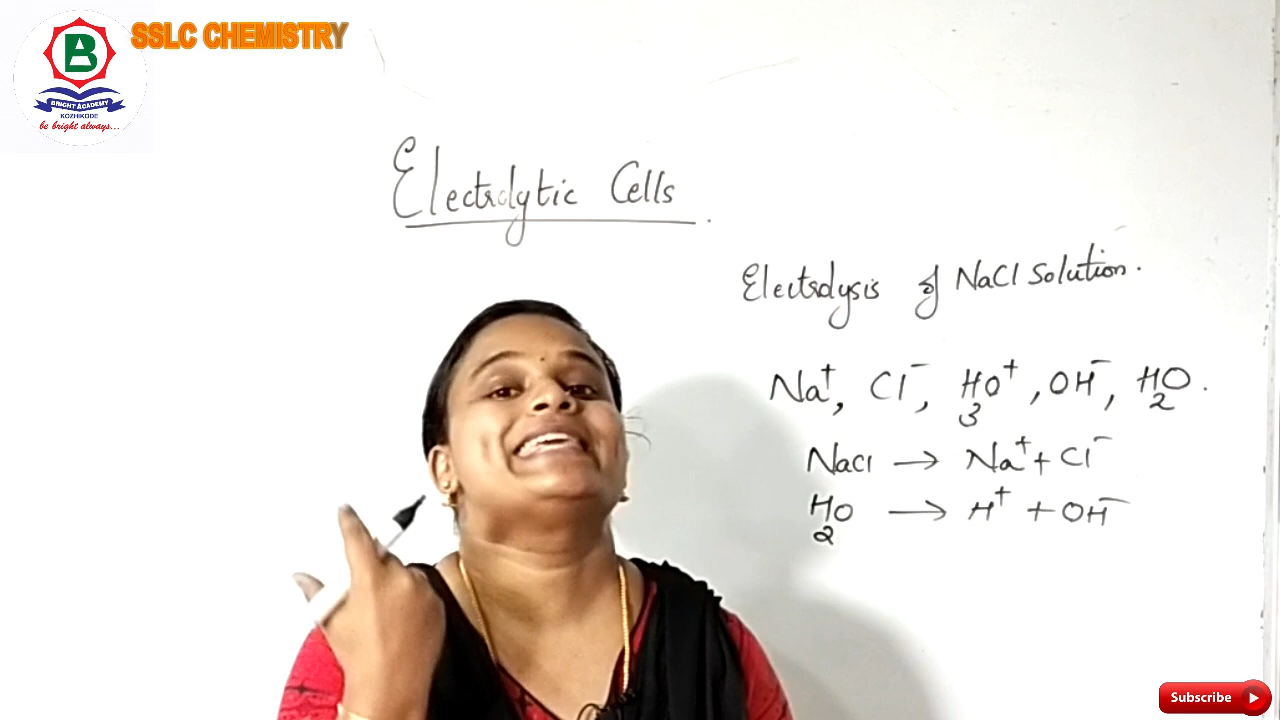 SSLC CHEMISTRY
B
BRIGHT ACADEMY
KOZHIKODE
be bright always...
Electrolytic Cells.
Electrolysis of NaCl Solution.
Na⁺, Cl⁻, H₃O⁺, OH⁻, H₂O.
NaCl → Na⁺ + Cl⁻
H₂O → H⁺ + OH⁻
Subscribe